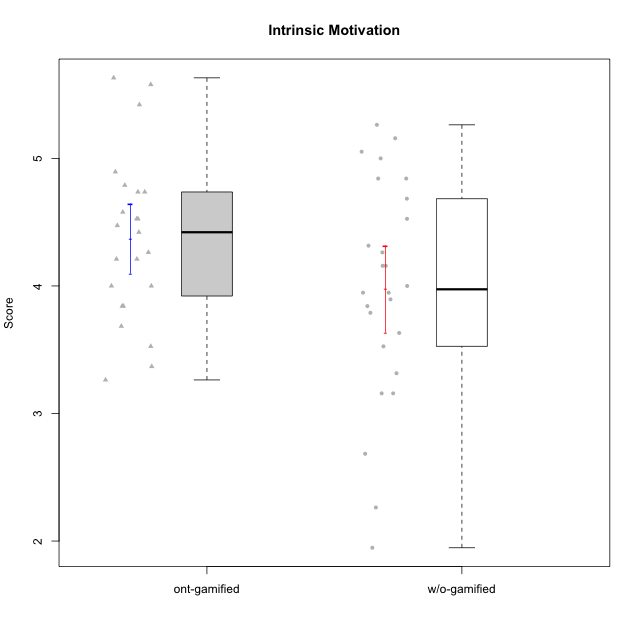 Intrinsic Motivation
Score
5
4
3
2
ont-gamified
w/o-gamified